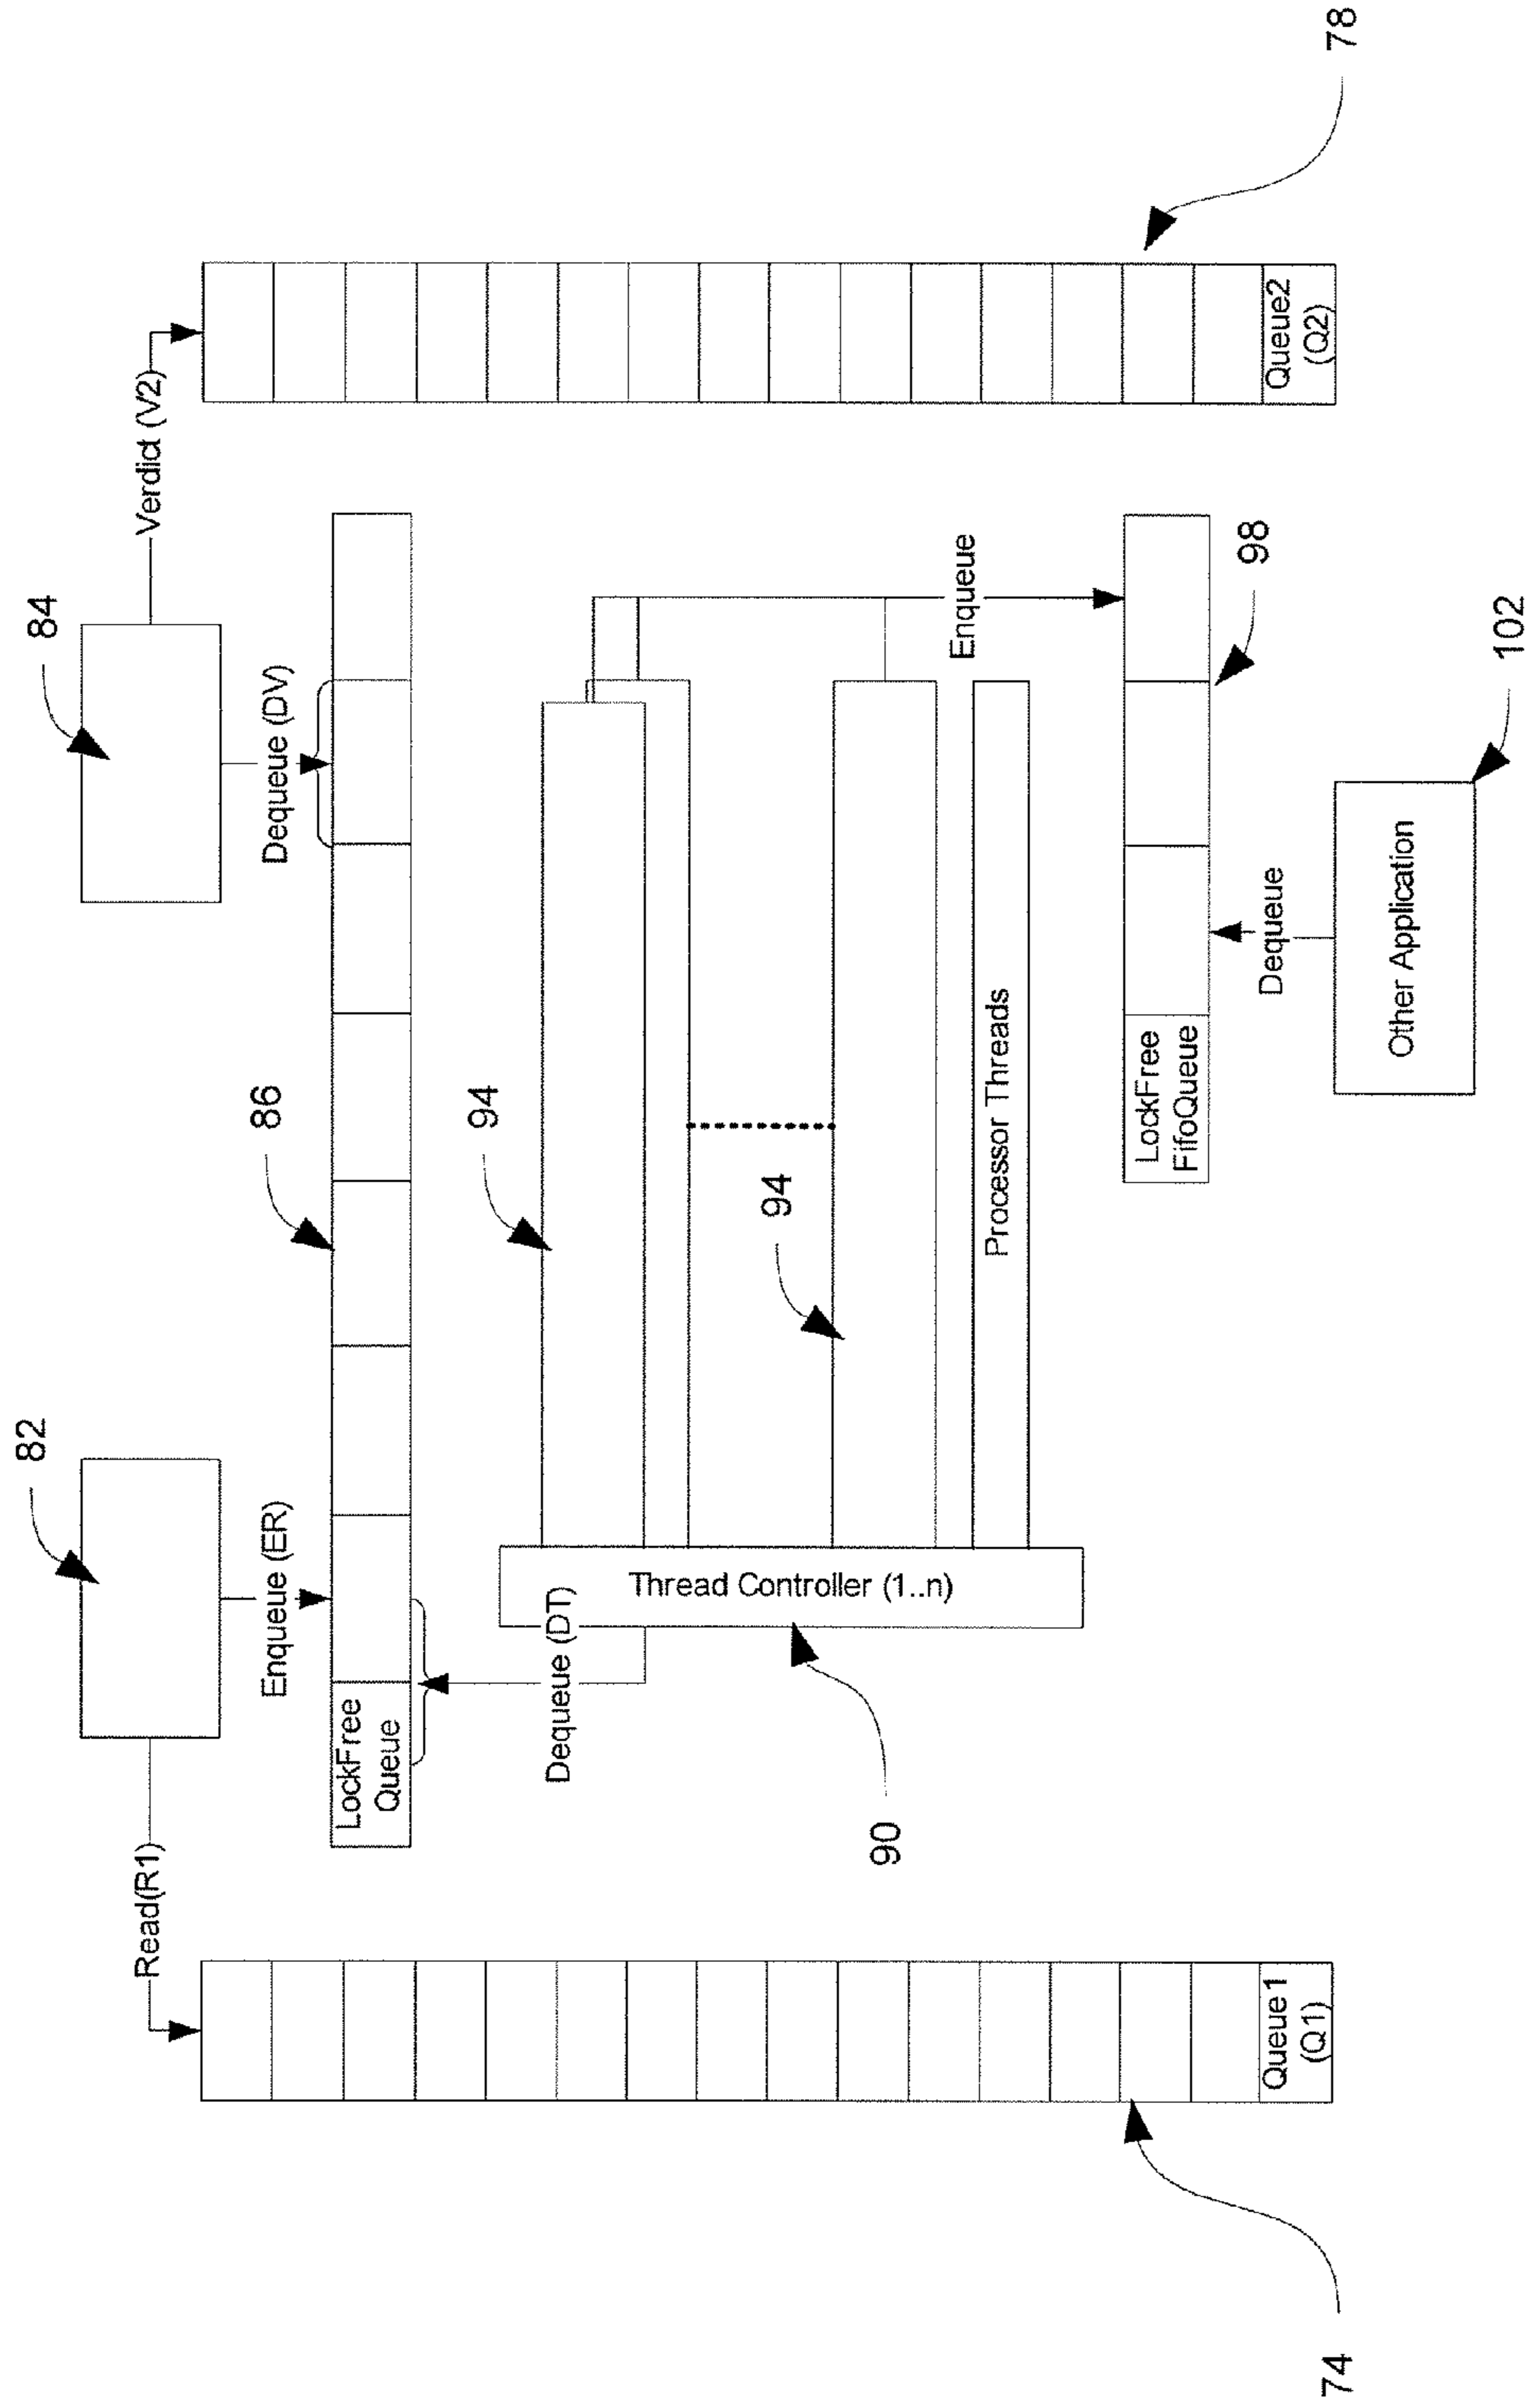 82
84
Read(R1)
Verdict (V2)
Enqueue (ER)
86
Dequeue (DV)
LockFree
Queue
94
Dequeue (DT)
Thread Controller (1..n)
94
90
Enqueue
Processor Threads
LockFree
FifoQueue
98
Queue1
(Q1)
Dequeue
Queue2
(Q2)
74
78
Other Application
102